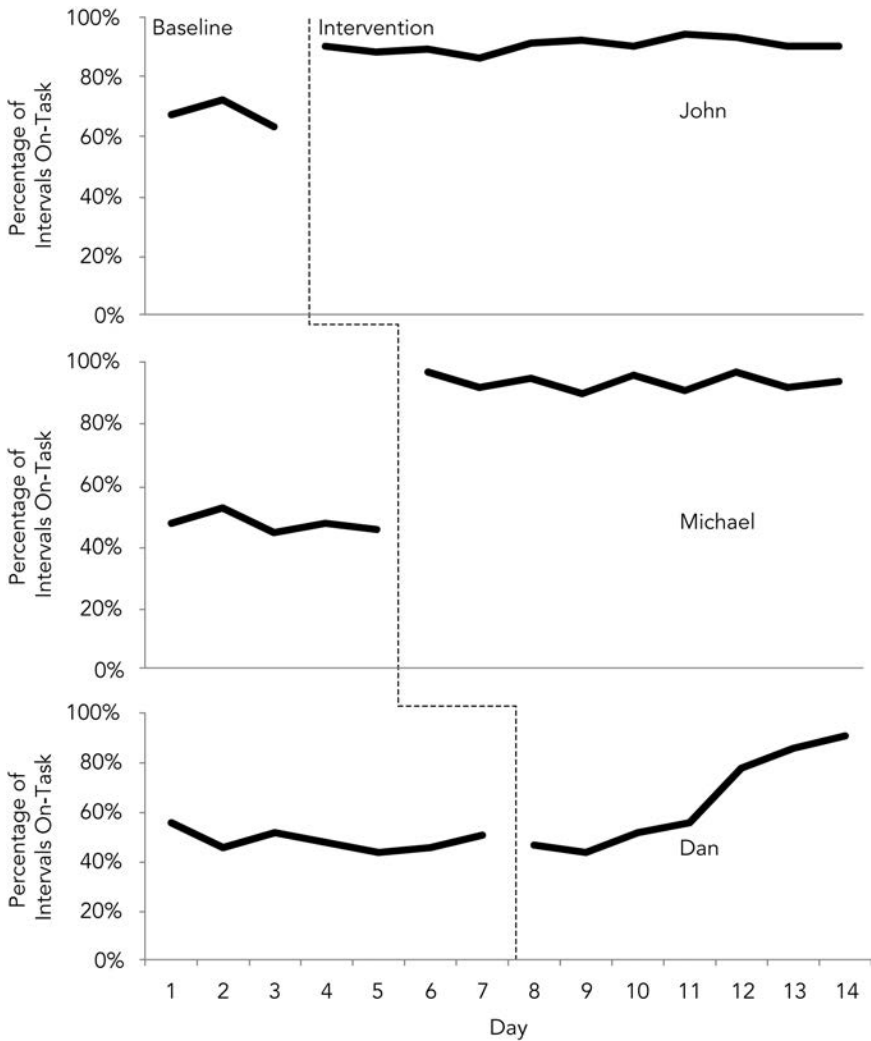 Baseline
Intervention
Percentage of
Intervals On-Task
100%
80%
60%
40%
20%
0%
John
Percentage of
Intervals On-Task
100%
80%
60%
40%
20%
0%
Michael
Percentage of
Intervals On-Task
100%
80%
60%
40%
20%
0%
Dan
1 2 3 4 5 6 7 8 9 10 11 12 13 14
Day